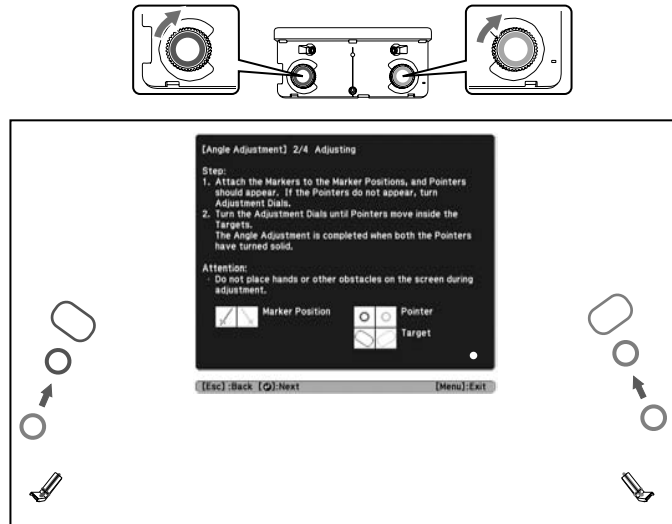 [Angle Adjustment] 2/4 Adjusting
Step:
1. Attach the Markers to the Marker Positions, and Pointers
should appear. If the Pointers do not appear, turn
Adjustment Dials.
2. Turn the Adjustment Dials until Pointers move inside the
Targets.
The Angle Adjustment is completed when both the Pointers
have turned solid.
Attention:
· Do not place hands or other obstacles on the screen during
adjustment.
Marker Position
Pointer
Target
[Esc] :Back [ ]:Next [Menu]:Exit